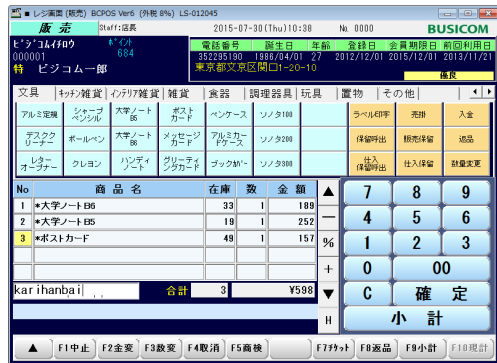 レジ画面 (販売) BCPOS Ver6 (外税 8%) LS-012045
販 売 Staff:店長 2015-07-30(Thu)10:38 No. 0000 BUSICOM
ビジコムイチロウ ポイント 電話番号 誕生日 年齢 登録日 会員期限日 前回利用日
000001 684 352295190 1986/04/01 27 2012/12/01 2015/12/01 2013/11/21
特 ビジコム一郎 東京都文京区関口1-20-10
優良
文具 キッチン雑貨 インテリア雑貨 雑貨 食器 調理器具 玩具 置物 その他
アルミ定規 シャープペンシル 大学ノートB6 ポストカード ペンケース ソノタ100 ラベル印字 売掛 入金
デスククリーナー ボールペン 大学ノートB5 メッセージカード アルミカードケース ソノタ200 保留呼出 販売保留 返品
レターオープナー クレヨン ハンディノート グリーティングカード ブックカバー ソノタ300 仕入保留呼出 仕入保留 数量変更
No 商 品 名 在庫 数 金 額 ▲ 7 8 9
1 *大学ノートB6 33 1 189
2 *大学ノートB5 19 1 252 — 4 5 6
3 *ポストカード 49 1 157 % 1 2 3
+ 0 00
karihanbai 合計 3 ¥598 ▼ C 確 定
H 小 計
▲ F1中止 F2金変 F3数変 F4取消 F5商検 F7ﾁｹｯﾄ F8返品 F9小計 F10現計